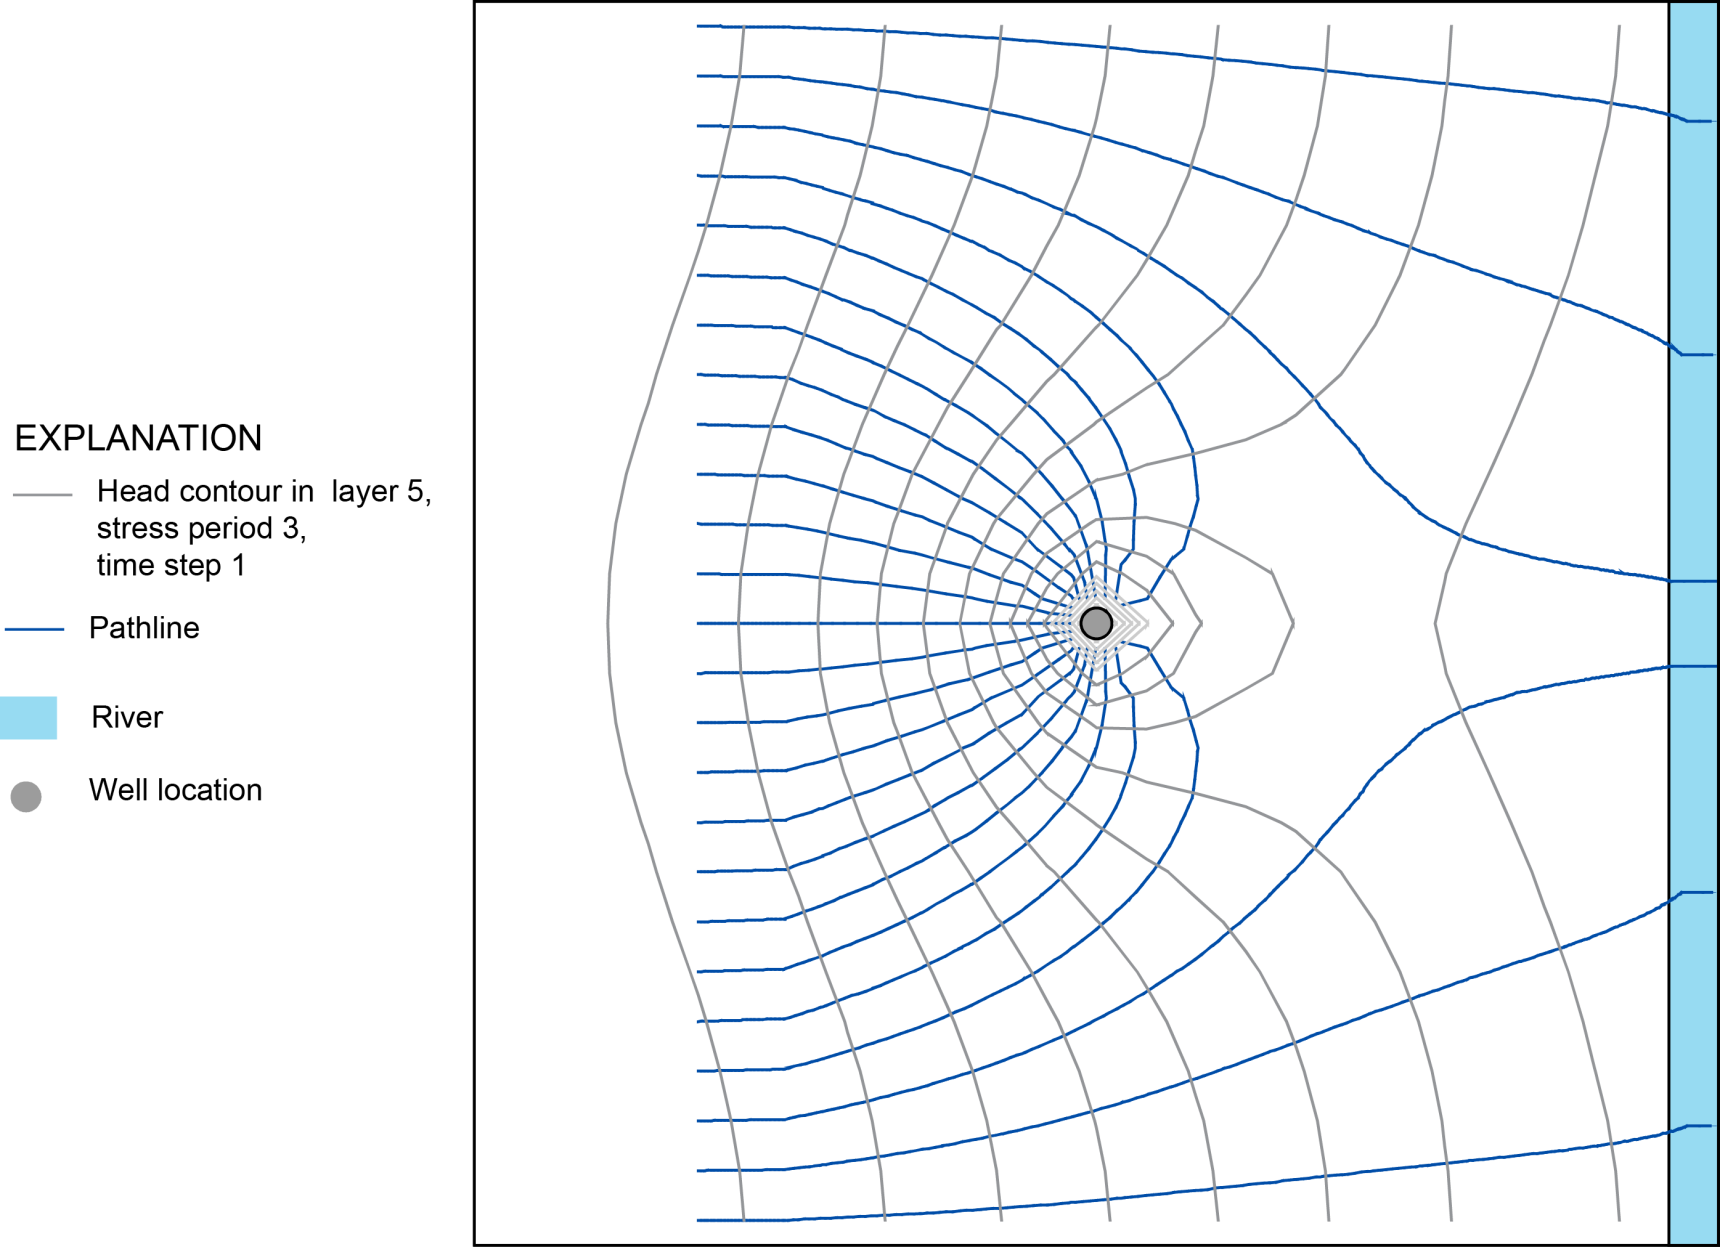 EXPLANATION
Head contour in layer 5,
stress period 3,
time step 1
Pathline
River
Well location